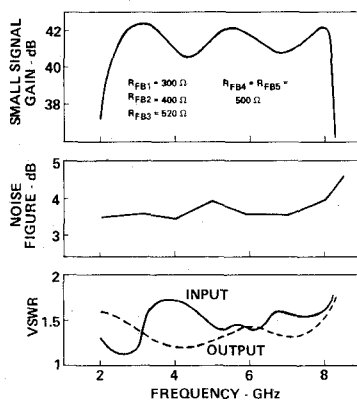 SMALL SIGNAL
GAIN - dB
42
40
38
RFB1 = 300 Ω
RFB2 = 400 Ω
RFB3 = 520 Ω
RFB4 = RFB5 =
500 Ω
NOISE
FIGURE - dB
5
4
3
VSWR
2
1.5
1
INPUT
OUTPUT
2 4 6 8
FREQUENCY - GHz